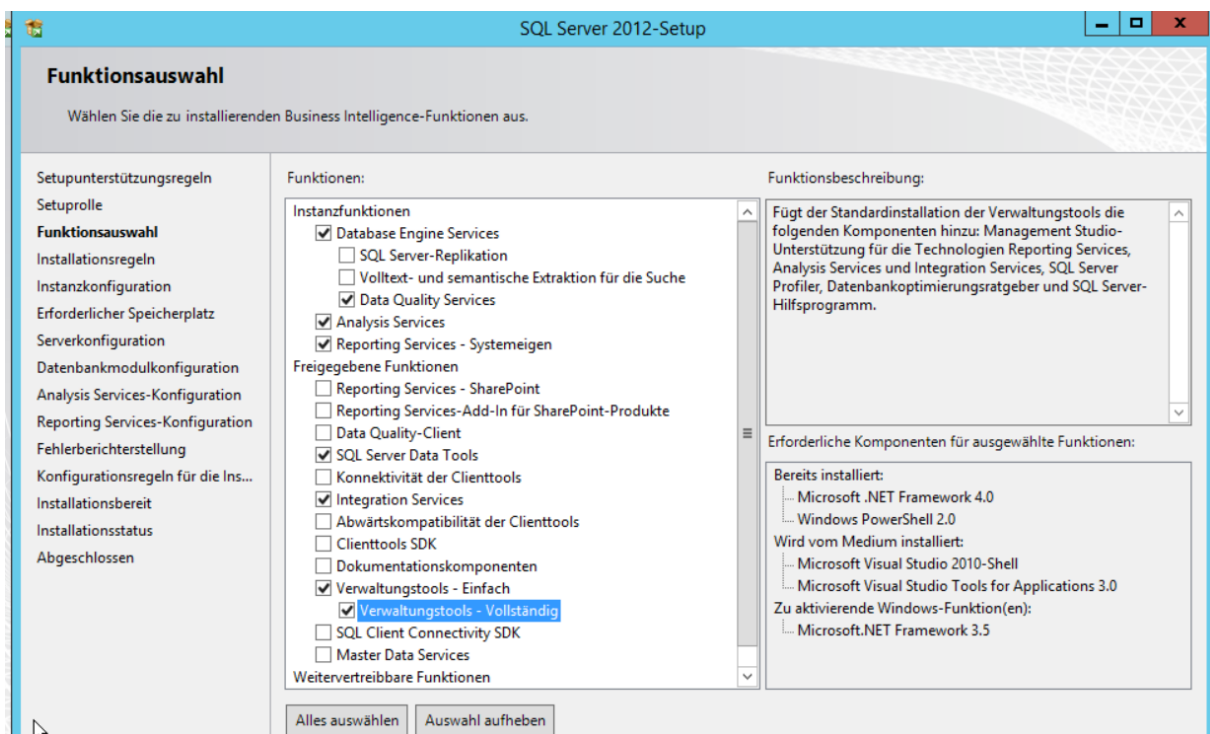 SQL Server 2012-Setup
Funktionsauswahl
Wählen Sie die zu installierenden Business Intelligence-Funktionen aus.
Setupunterstützungsregeln
Setuprolle
Funktionsauswahl
Installationsregeln
Instanzkonfiguration
Erforderlicher Speicherplatz
Serverkonfiguration
Datenbankmodulkonfiguration
Analysis Services-Konfiguration
Reporting Services-Konfiguration
Fehlerberichterstellung
Konfigurationsregeln für die Ins...
Installationsbereit
Installationsstatus
Abgeschlossen
Funktionen:
Instanzfunktionen
Database Engine Services
SQL Server-Replikation
Volltext- und semantische Extraktion für die Suche
Data Quality Services
Analysis Services
Reporting Services - Systemeigen
Freigegebene Funktionen
Reporting Services - SharePoint
Reporting Services-Add-In für SharePoint-Produkte
Data Quality-Client
SQL Server Data Tools
Konnektivität der Clienttools
Integration Services
Abwärtskompatibilität der Clienttools
Clienttools SDK
Dokumentationskomponenten
Verwaltungstools - Einfach
Verwaltungstools - Vollständig
SQL Client Connectivity SDK
Master Data Services
Weitervertreibbare Funktionen
Alles auswählen
Auswahl aufheben
Funktionsbeschreibung:
Fügt der Standardinstallation der Verwaltungstools die
folgenden Komponenten hinzu: Management Studio-
Unterstützung für die Technologien Reporting Services,
Analysis Services und Integration Services, SQL Server
Profiler, Datenbankoptimierungsratgeber und SQL Server-
Hilfsprogramm.
Erforderliche Komponenten für ausgewählte Funktionen:
Bereits installiert:
Microsoft .NET Framework 4.0
Windows PowerShell 2.0
Wird vom Medium installiert:
Microsoft Visual Studio 2010-Shell
Microsoft Visual Studio Tools for Applications 3.0
Zu aktivierende Windows-Funktion(en):
Microsoft.NET Framework 3.5